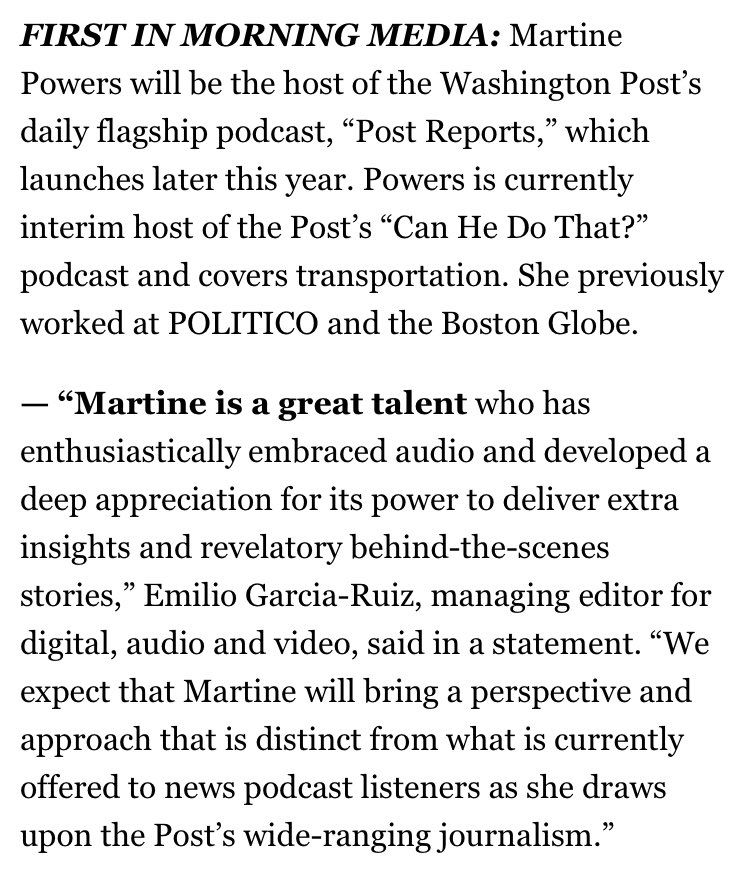 FIRST IN MORNING MEDIA: Martine
Powers will be the host of the Washington Post’s
daily flagship podcast, “Post Reports,” which
launches later this year. Powers is currently
interim host of the Post’s “Can He Do That?”
podcast and covers transportation. She previously
worked at POLITICO and the Boston Globe.
— “Martine is a great talent who has
enthusiastically embraced audio and developed a
deep appreciation for its power to deliver extra
insights and revelatory behind-the-scenes
stories,” Emilio Garcia-Ruiz, managing editor for
digital, audio and video, said in a statement. “We
expect that Martine will bring a perspective and
approach that is distinct from what is currently
offered to news podcast listeners as she draws
upon the Post’s wide-ranging journalism.”